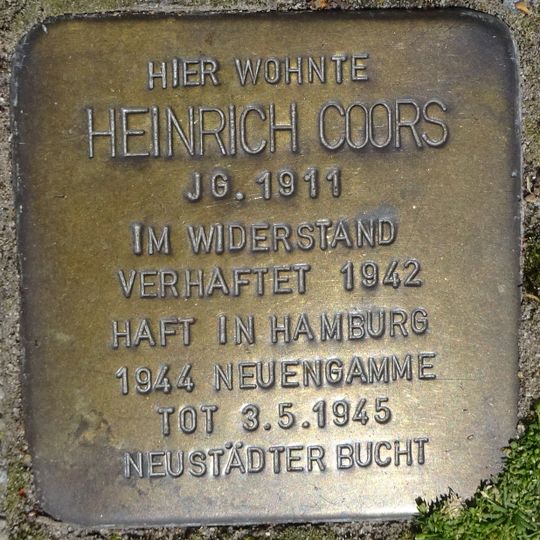 HIER WOHNTE
HEINRICH COORS
JG. 1911
IM WIDERSTAND
VERHAFTET 1942
HAFT IN HAMBURG
1944 NEUENGAMME
TOT 3.5.1945
NEUSTÄDTER BUCHT